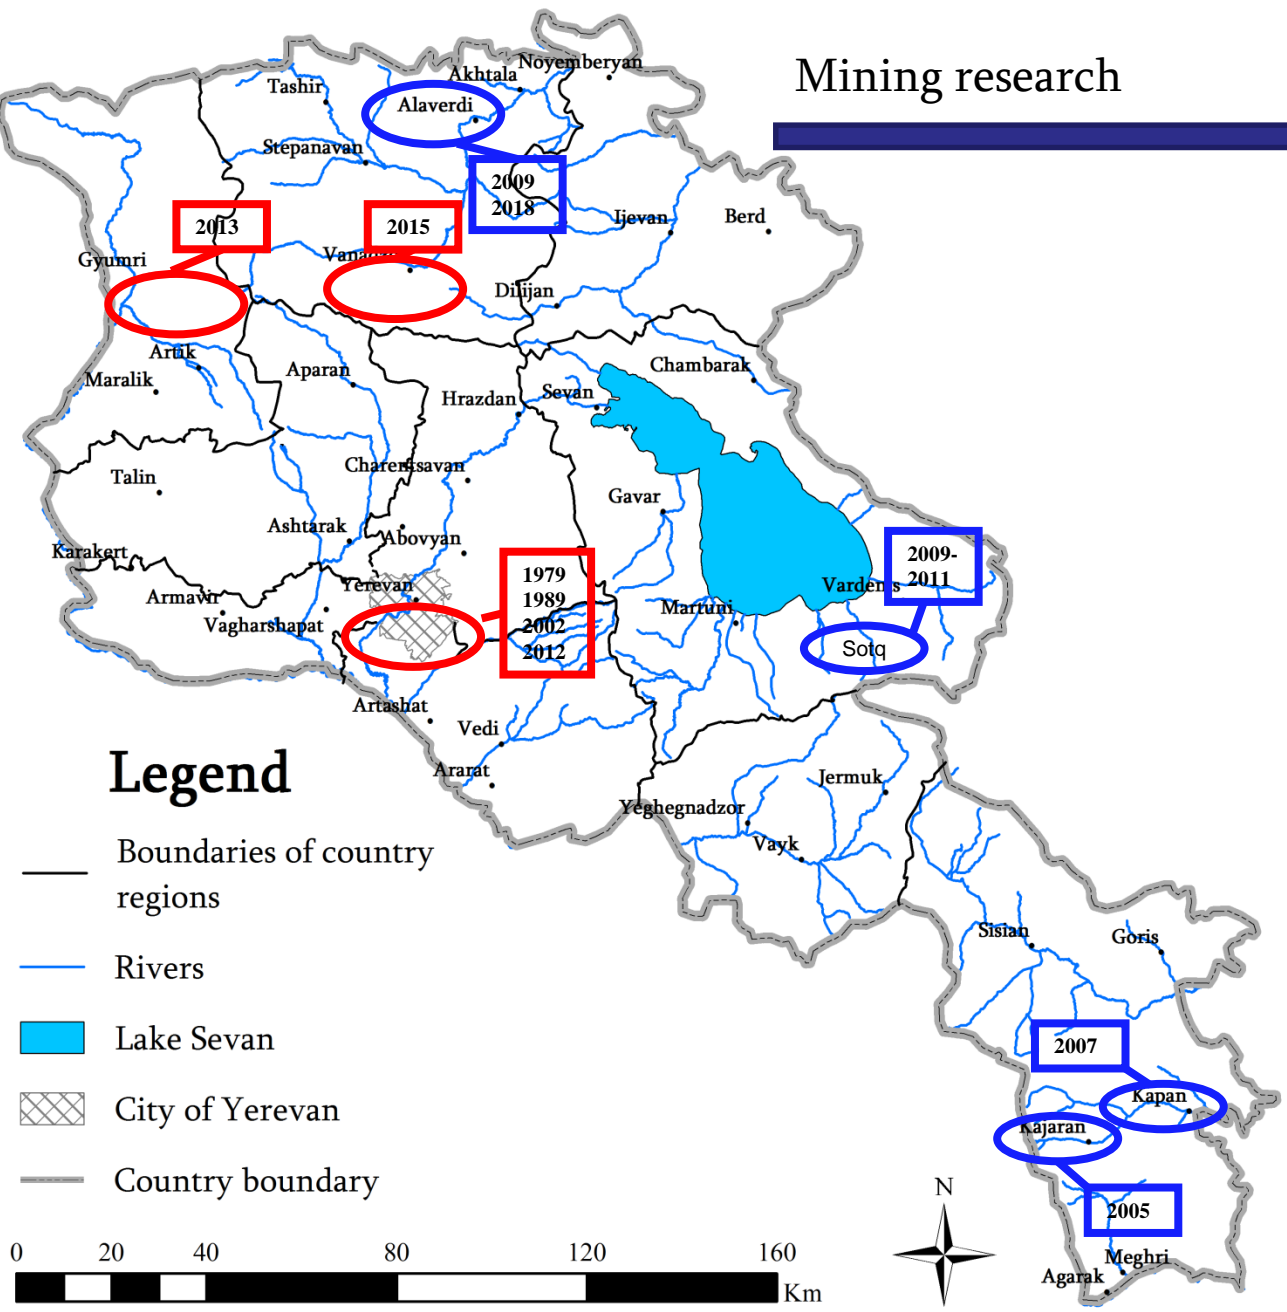 Mining research
Noyemberyan
Akhtala
Tashir
Alaverdi
Stepanavan
2009
2018
2013
2015
Ijevan
Berd
Gyumri
Dilijan
Artik
Maralik
Aparan
Chambarak
Hrazdan
Sevan
Charentsavan
Talin
Gavar
Ashtarak
Abovyan
Karakert
2009-
2011
1979
1989
2002
2012
Yerevan
Armavir
Vardenis
Martuni
Vagharshapat
Sotq
Artashat
Vedi
Ararat
Jermuk
Yeghegnadzor
Vayk
Legend
Boundaries of country
regions
Rivers
Lake Sevan
City of Yerevan
Country boundary
Sisian
Goris
2007
Kapan
Kajaran
2005
N
Meghri
Agarak
0 20 40 80 120 160
Km